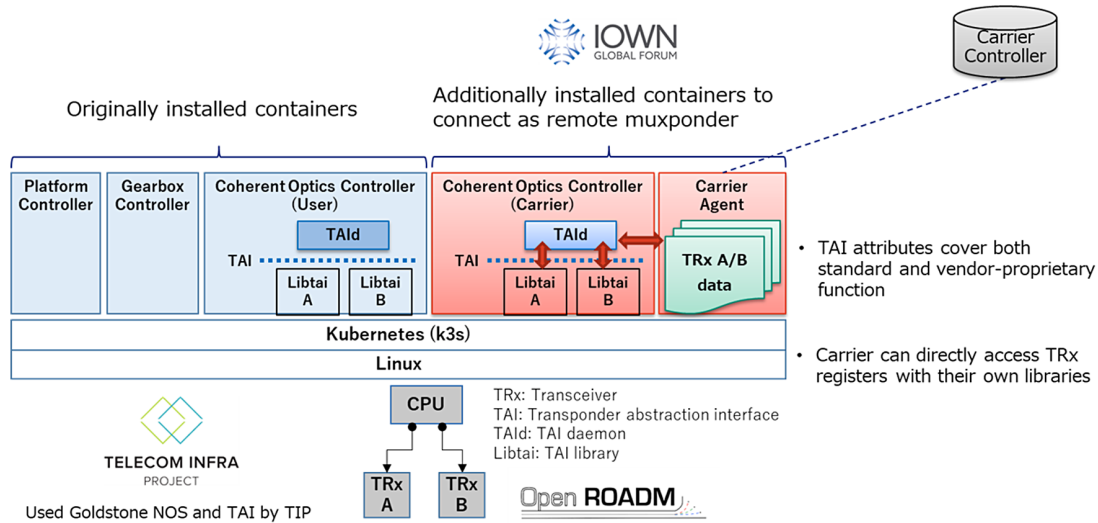 IOWN
GLOBAL FORUM
Carrier
Controller
Originally installed containers
Additionally installed containers to
connect as remote muxponder
Platform
Controller
Gearbox
Controller
Coherent Optics Controller
(User)
TAId
TAI
Libtai
A
Libtai
B
Coherent Optics Controller
(Carrier)
TAId
TAI
Libtai
A
Libtai
B
Carrier
Agent
TRx A/B
data
• TAI attributes cover both
standard and vendor-proprietary
function
• Carrier can directly access TRx
registers with their own libraries
Kubernetes (k3s)
Linux
CPU
TRx
A
TRx
B
TRx: Transceiver
TAI: Transponder abstraction interface
TAId: TAI daemon
Libtai: TAI library
TELECOM INFRA
PROJECT
Used Goldstone NOS and TAI by TIP
Open ROADM